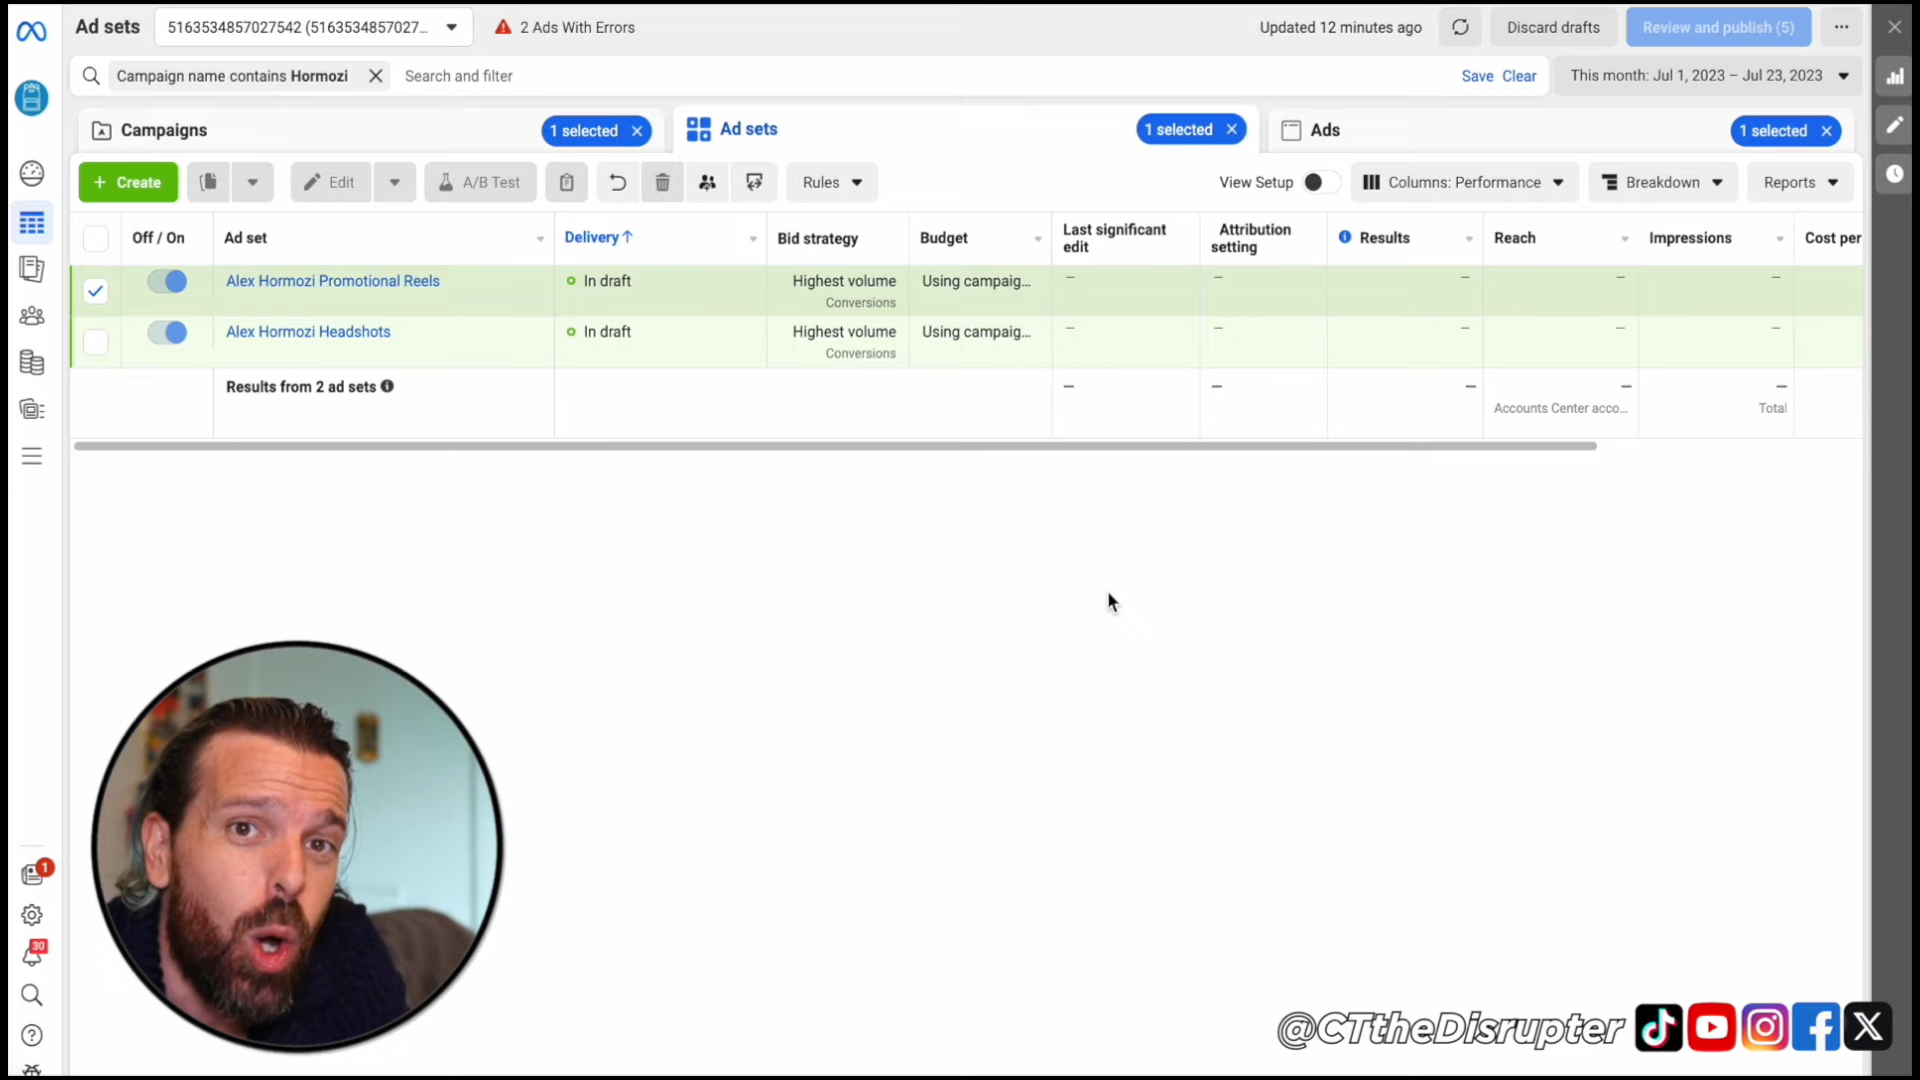 Ad sets
5163534857027542 (516353485​7027...
2 Ads With Errors
Updated 12 minutes ago
Discard drafts
Review and publish (5)
Campaign name contains Hormozi
Search and filter
Save Clear
This month: Jul 1, 2023 – Jul 23, 2023
Campaigns
1 selected
Ad sets
1 selected
Ads
1 selected
+ Create
Edit
A/B Test
Rules
View Setup
Columns: Performance
Breakdown
Reports
Off / On
Ad set
Delivery↑
Bid strategy
Budget
Last significant
edit
Attribution
setting
Results
Reach
Impressions
Cost per
Alex Hormozi Promotional Reels
In draft
Highest volume
Conversions
Using campaig...
—
—
—
—
—
Alex Hormozi Headshots
In draft
Highest volume
Conversions
Using campaig...
—
—
—
—
—
Results from 2 ad sets
—
—
—
—
Accounts Center acco...
—
Total
1
30
@CTtheDisrupter